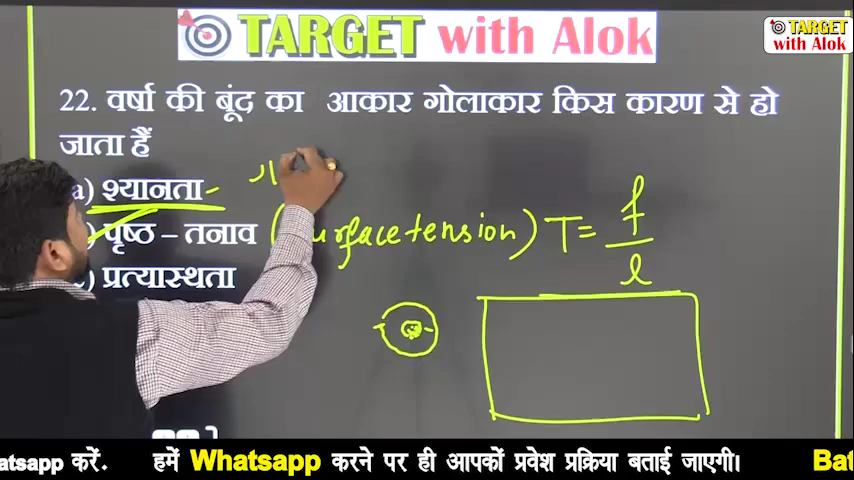 TARGET with Alok
TARGET
with Alok
22. वर्षा की बूंद का आकार गोलाकार किस कारण से हो
जाता हैं
a) श्यानता -
) पृष्ठ – तनाव (urface tension) T = f/l
c) प्रत्यास्थता
atsapp करें. हमें Whatsapp करने पर ही आपकों प्रवेश प्रक्रिया बताई जाएगी। Bat